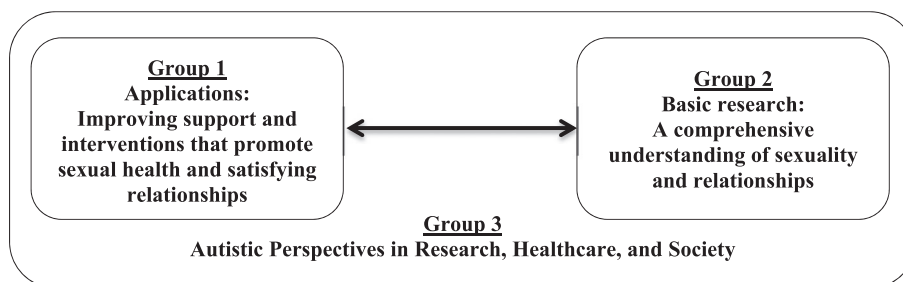 Group 1
Applications:
Improving support and
interventions that promote
sexual health and satisfying
relationships
Group 2
Basic research:
A comprehensive
understanding of sexuality
and relationships
Group 3
Autistic Perspectives in Research, Healthcare, and Society